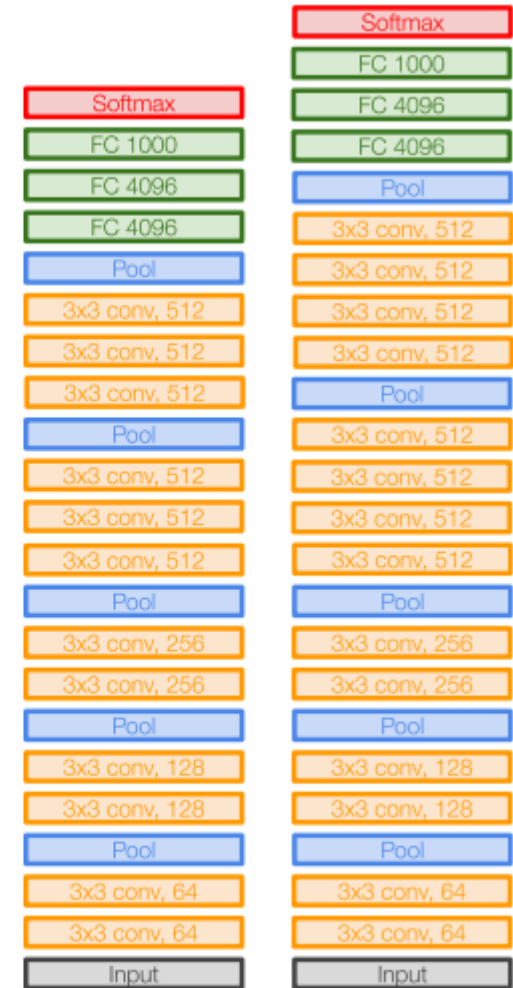 Softmax
FC 1000
FC 4096
FC 4096
Pool
3x3 conv, 512
3x3 conv, 512
3x3 conv, 512
Pool
3x3 conv, 512
3x3 conv, 512
3x3 conv, 512
Pool
3x3 conv, 256
3x3 conv, 256
Pool
3x3 conv, 128
3x3 conv, 128
Pool
3x3 conv, 64
3x3 conv, 64
Input
Softmax
FC 1000
FC 4096
FC 4096
Pool
3x3 conv, 512
3x3 conv, 512
3x3 conv, 512
3x3 conv, 512
Pool
3x3 conv, 512
3x3 conv, 512
3x3 conv, 512
3x3 conv, 512
Pool
3x3 conv, 256
3x3 conv, 256
Pool
3x3 conv, 128
3x3 conv, 128
Pool
3x3 conv, 64
3x3 conv, 64
Input